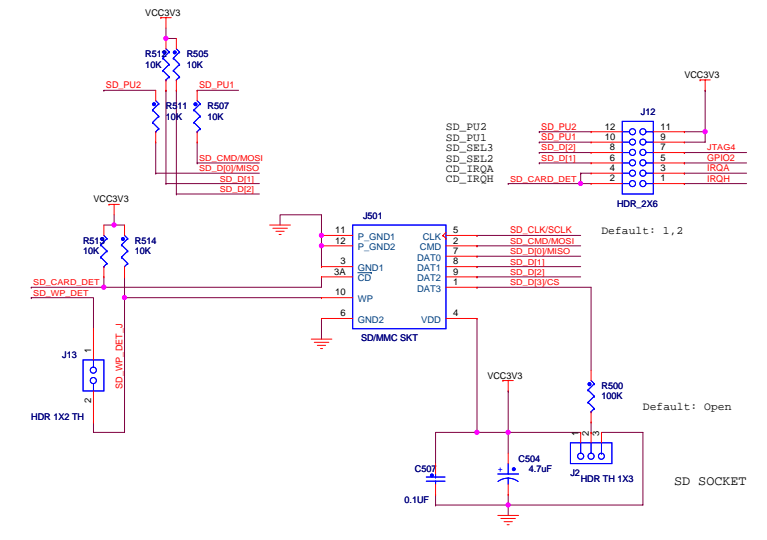 VCC3V3
R512 R505
10K 10K
SD_PU2 SD_PU1
R511 R507
10K 10K
SD_CMD/MOSI
SD_D[0]/MISO
SD_D[1]
SD_D[2]
VCC3V3
J12
SD_PU2 SD_PU2 12 11
SD_PU1 SD_PU1 10 9
SD_SEL3 SD_D[2] 8 7 JTAG4
SD_SEL2 SD_D[1] 6 5 GPIO2
CD_IRQA 4 3 IRQA
CD_IRQH SD_CARD_DET 2 1 IRQH
HDR_2X6
Default: 1,2
VCC3V3
R513 R514
10K 10K
SD_CARD_DET
SD_WP_DET
SD_WP_DET_J
J13
1
2
HDR 1X2 TH
J501
11 P_GND1 CLK 5 SD_CLK/SCLK
12 P_GND2 CMD 2 SD_CMD/MOSI
DAT0 7 SD_D[0]/MISO
3 GND1 DAT1 8 SD_D[1]
3A CD DAT2 9 SD_D[2]
DAT3 1 SD_D[3]/CS
10 WP
6 GND2 VDD 4
SD/MMC SKT
VCC3V3
R500
100K
Default: Open
1 2 3
J2 HDR TH 1X3
C507
0.1UF
C504
4.7uF
+
SD SOCKET